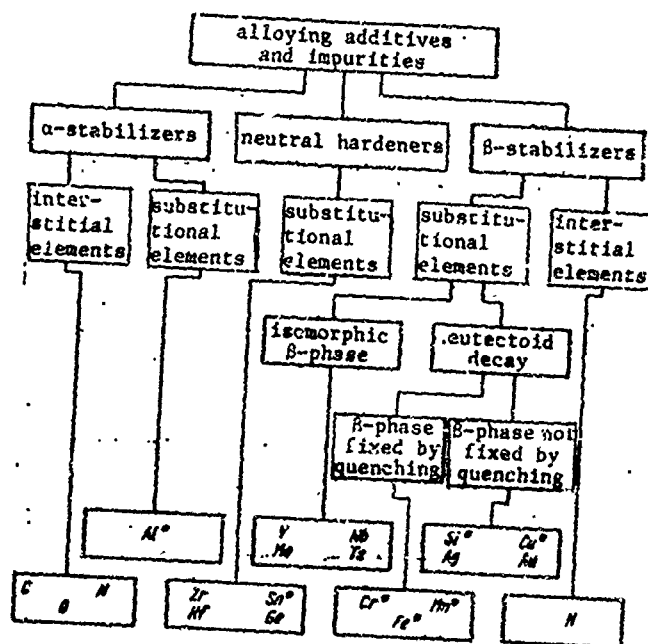 alloying additives
and impurities
α-stabilizers
neutral hardeners
β-stabilizers
inter-
stitial
elements
substitu-
tional
elements
substitu-
tional
elements
substitu-
tional
elements
inter-
stitial
elements
isomorphic
β-phase
eutectoid
decay
β-phase
fixed by
quenching
β-phase not
fixed by
quenching
Al*
V Nb
Mo Ta
Si* Cu*
Ag Au
C N
O
Zr Sn*
Hf Ge
Cr* Mn*
Fe*
H